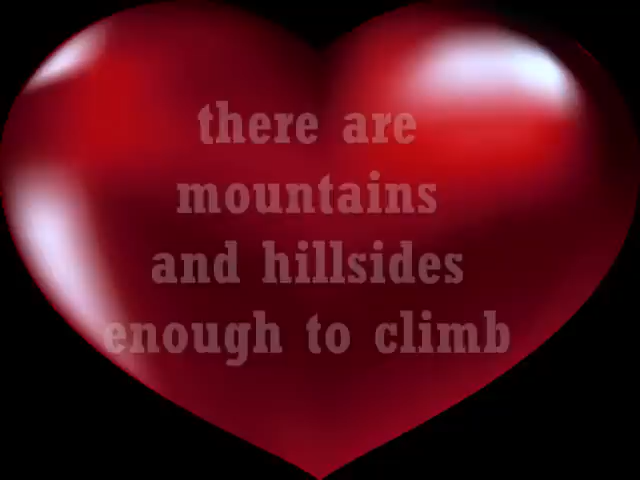 there are
mountains
and hillsides
enough to climb